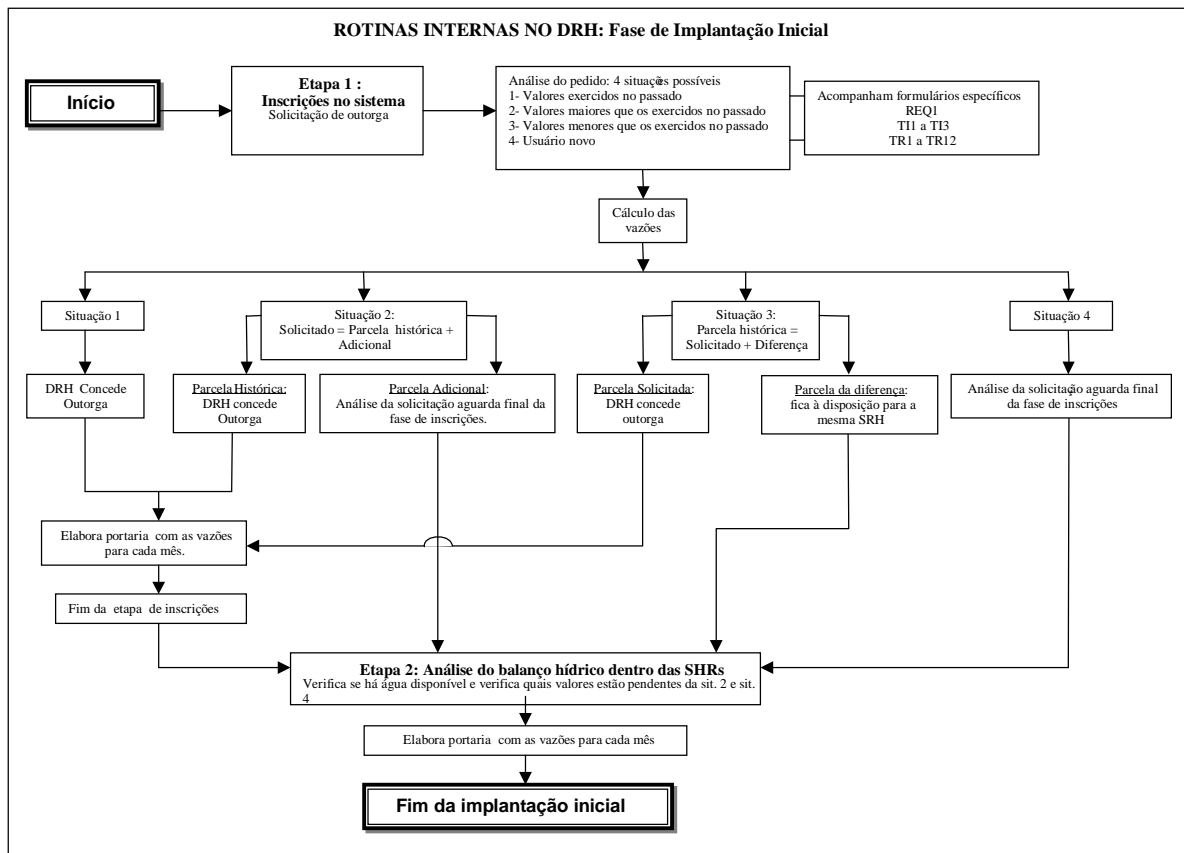 ROTINAS INTERNAS NO DRH: Fase de Implantação Inicial
Início
Etapa 1 :
Inscrições no sistema
Solicitação de outorga
Análise do pedido: 4 situações possíveis
1- Valores exercidos no passado
2- Valores maiores que os exercidos no passado
3- Valores menores que os exercidos no passado
4- Usuário novo
Acompanham formulários específicos
REQ1
TI1 a TI3
TR1 a TR12
Cálculo das
vazões
Situação 1
Situação 2:
Solicitado = Parcela histórica +
Adicional
Situação 3:
Parcela histórica =
Solicitado + Diferença
Situação 4
DRH Concede
Outorga
Parcela Histórica:
DRH concede
Outorga
Parcela Adicional:
Análise da solicitação aguarda final da
fase de inscrições.
Parcela Solicitada:
DRH concede
outorga
Parcela da diferença:
fica à disposição para a
mesma SRH
Análise da solicitação aguarda final
da fase de inscrições
Elabora portaria com as vazões
para cada mês.
Fim da etapa de inscrições
Etapa 2: Análise do balanço hídrico dentro das SHRs
Verifica se há água disponível e verifica quais valores estão pendentes da sit. 2 e sit.
4
Elabora portaria com as vazões para cada mês
Fim da implantação inicial